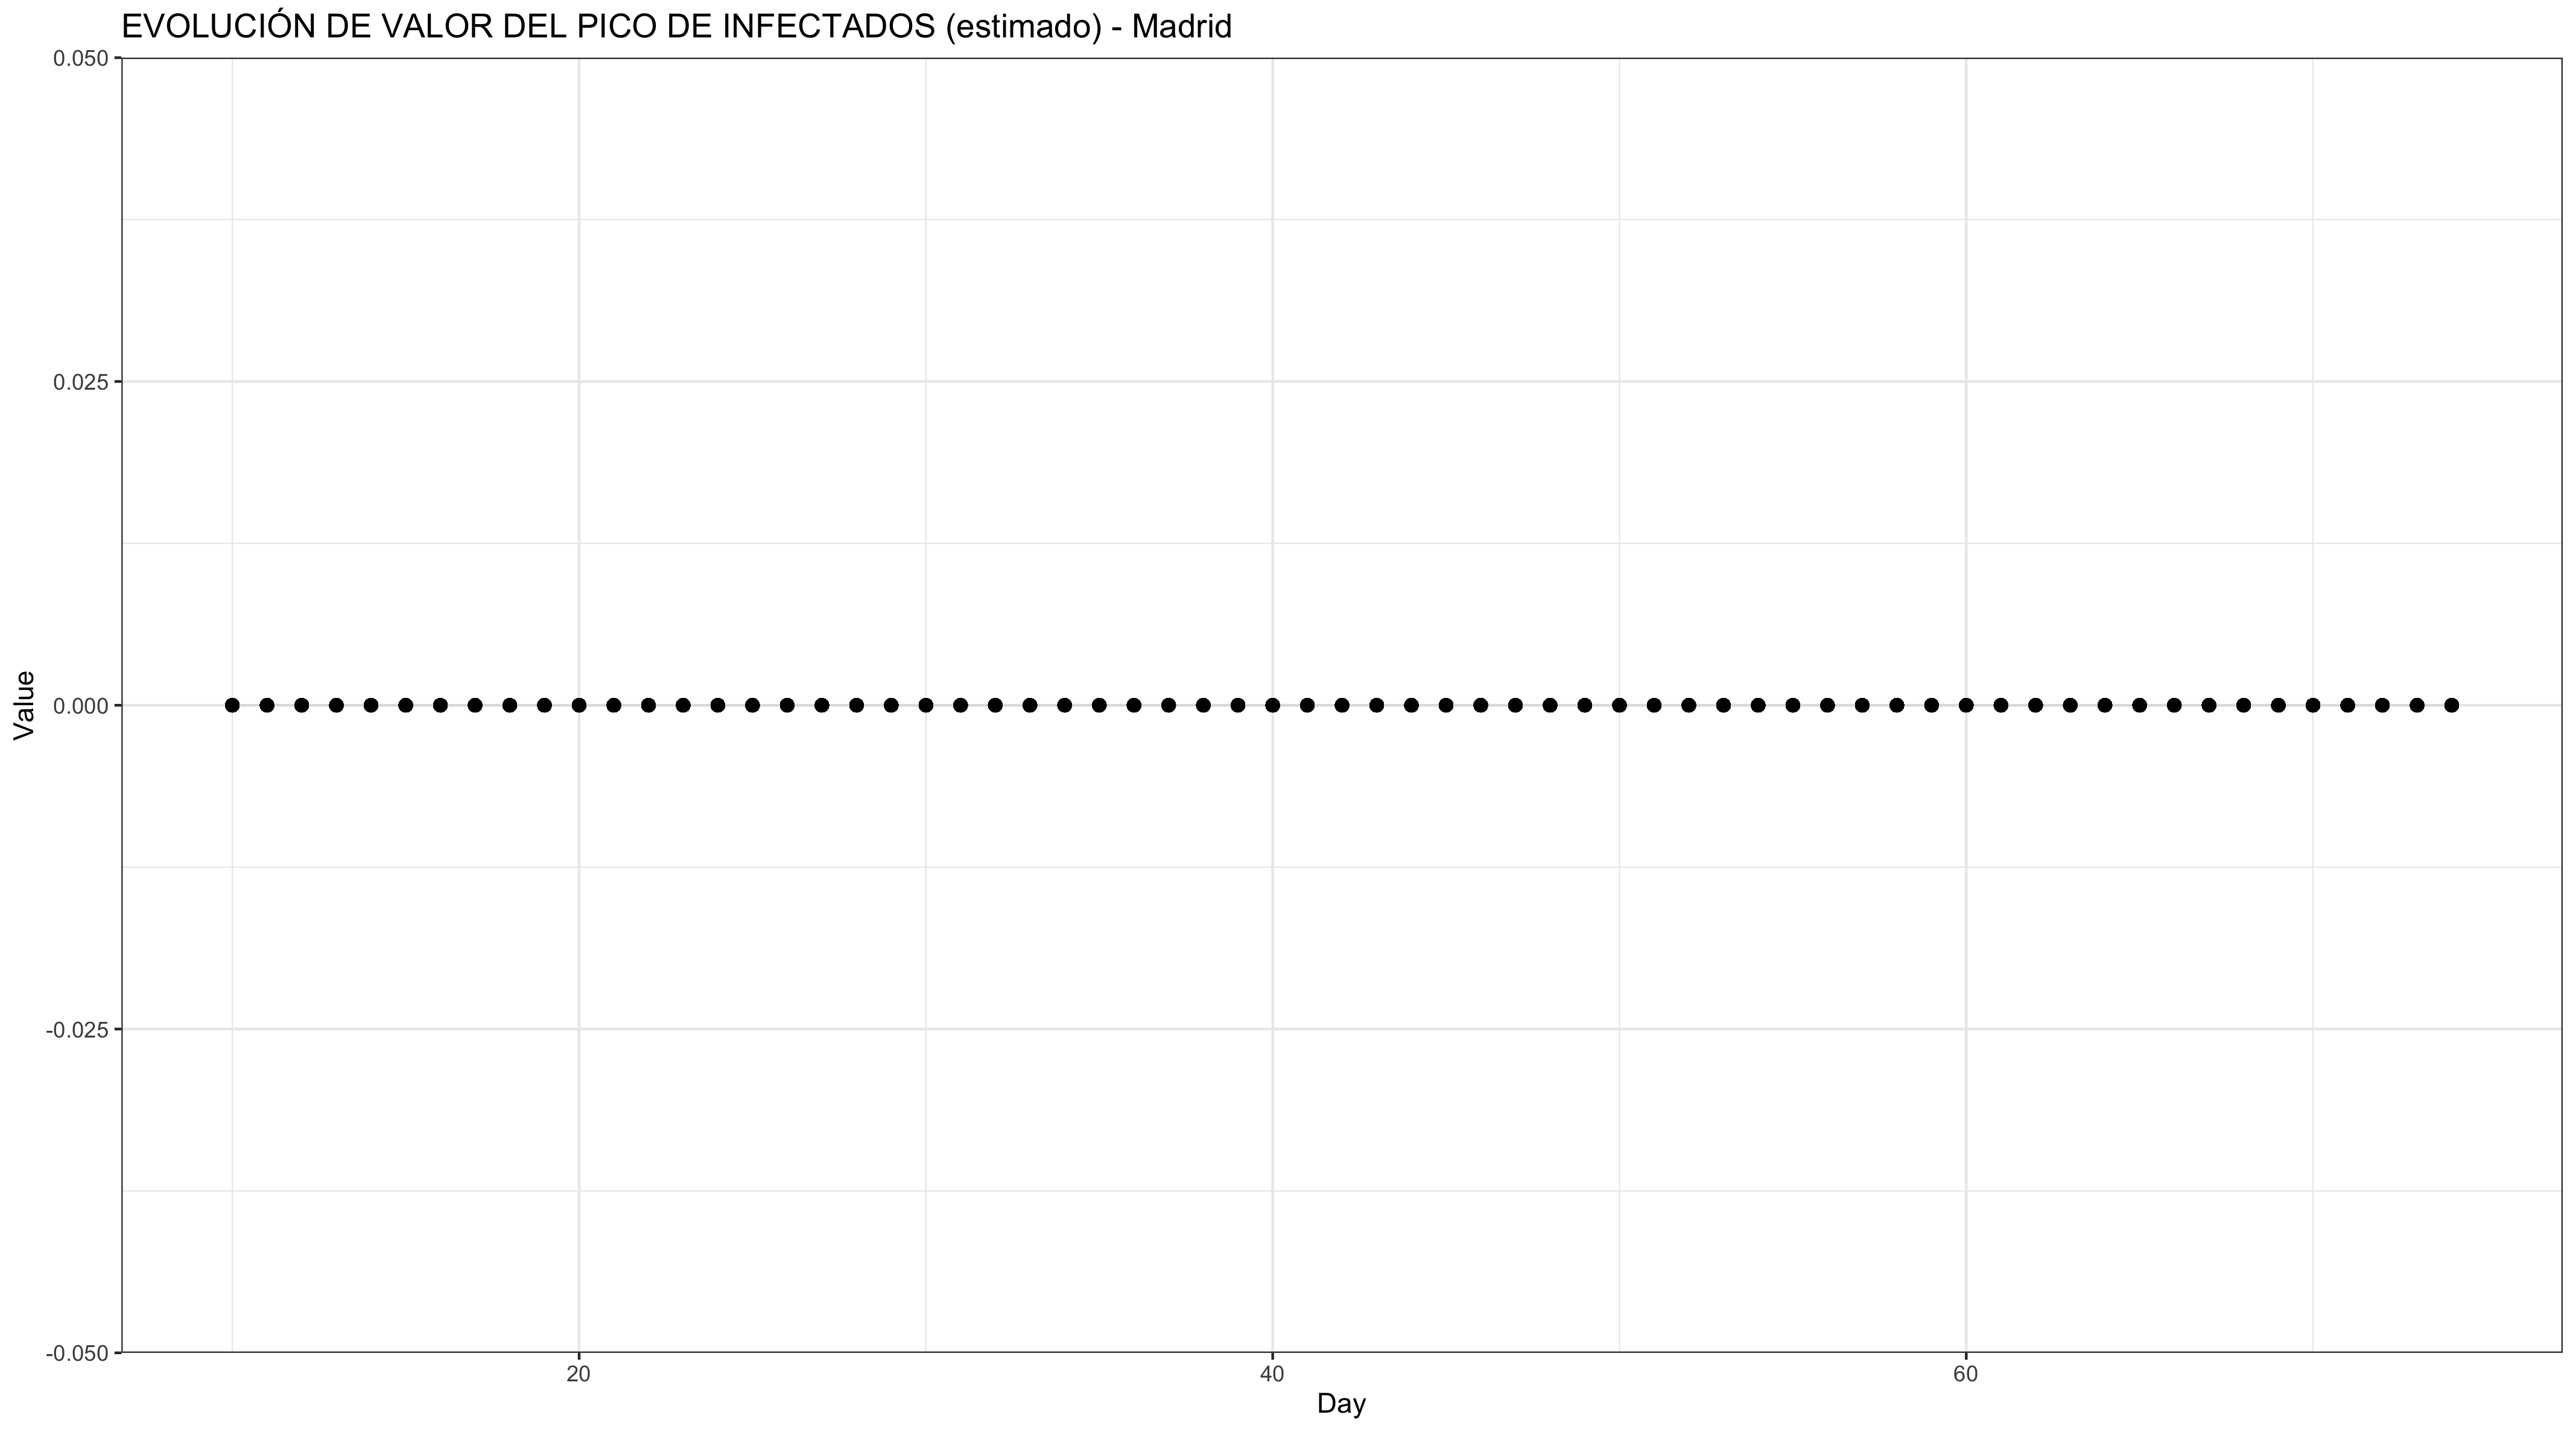 EVOLUCIÓN DE VALOR DEL PICO DE INFECTADOS (estimado) - Madrid
0.050
0.025
0.000
-0.025
-0.050
Value
20 40 60
Day